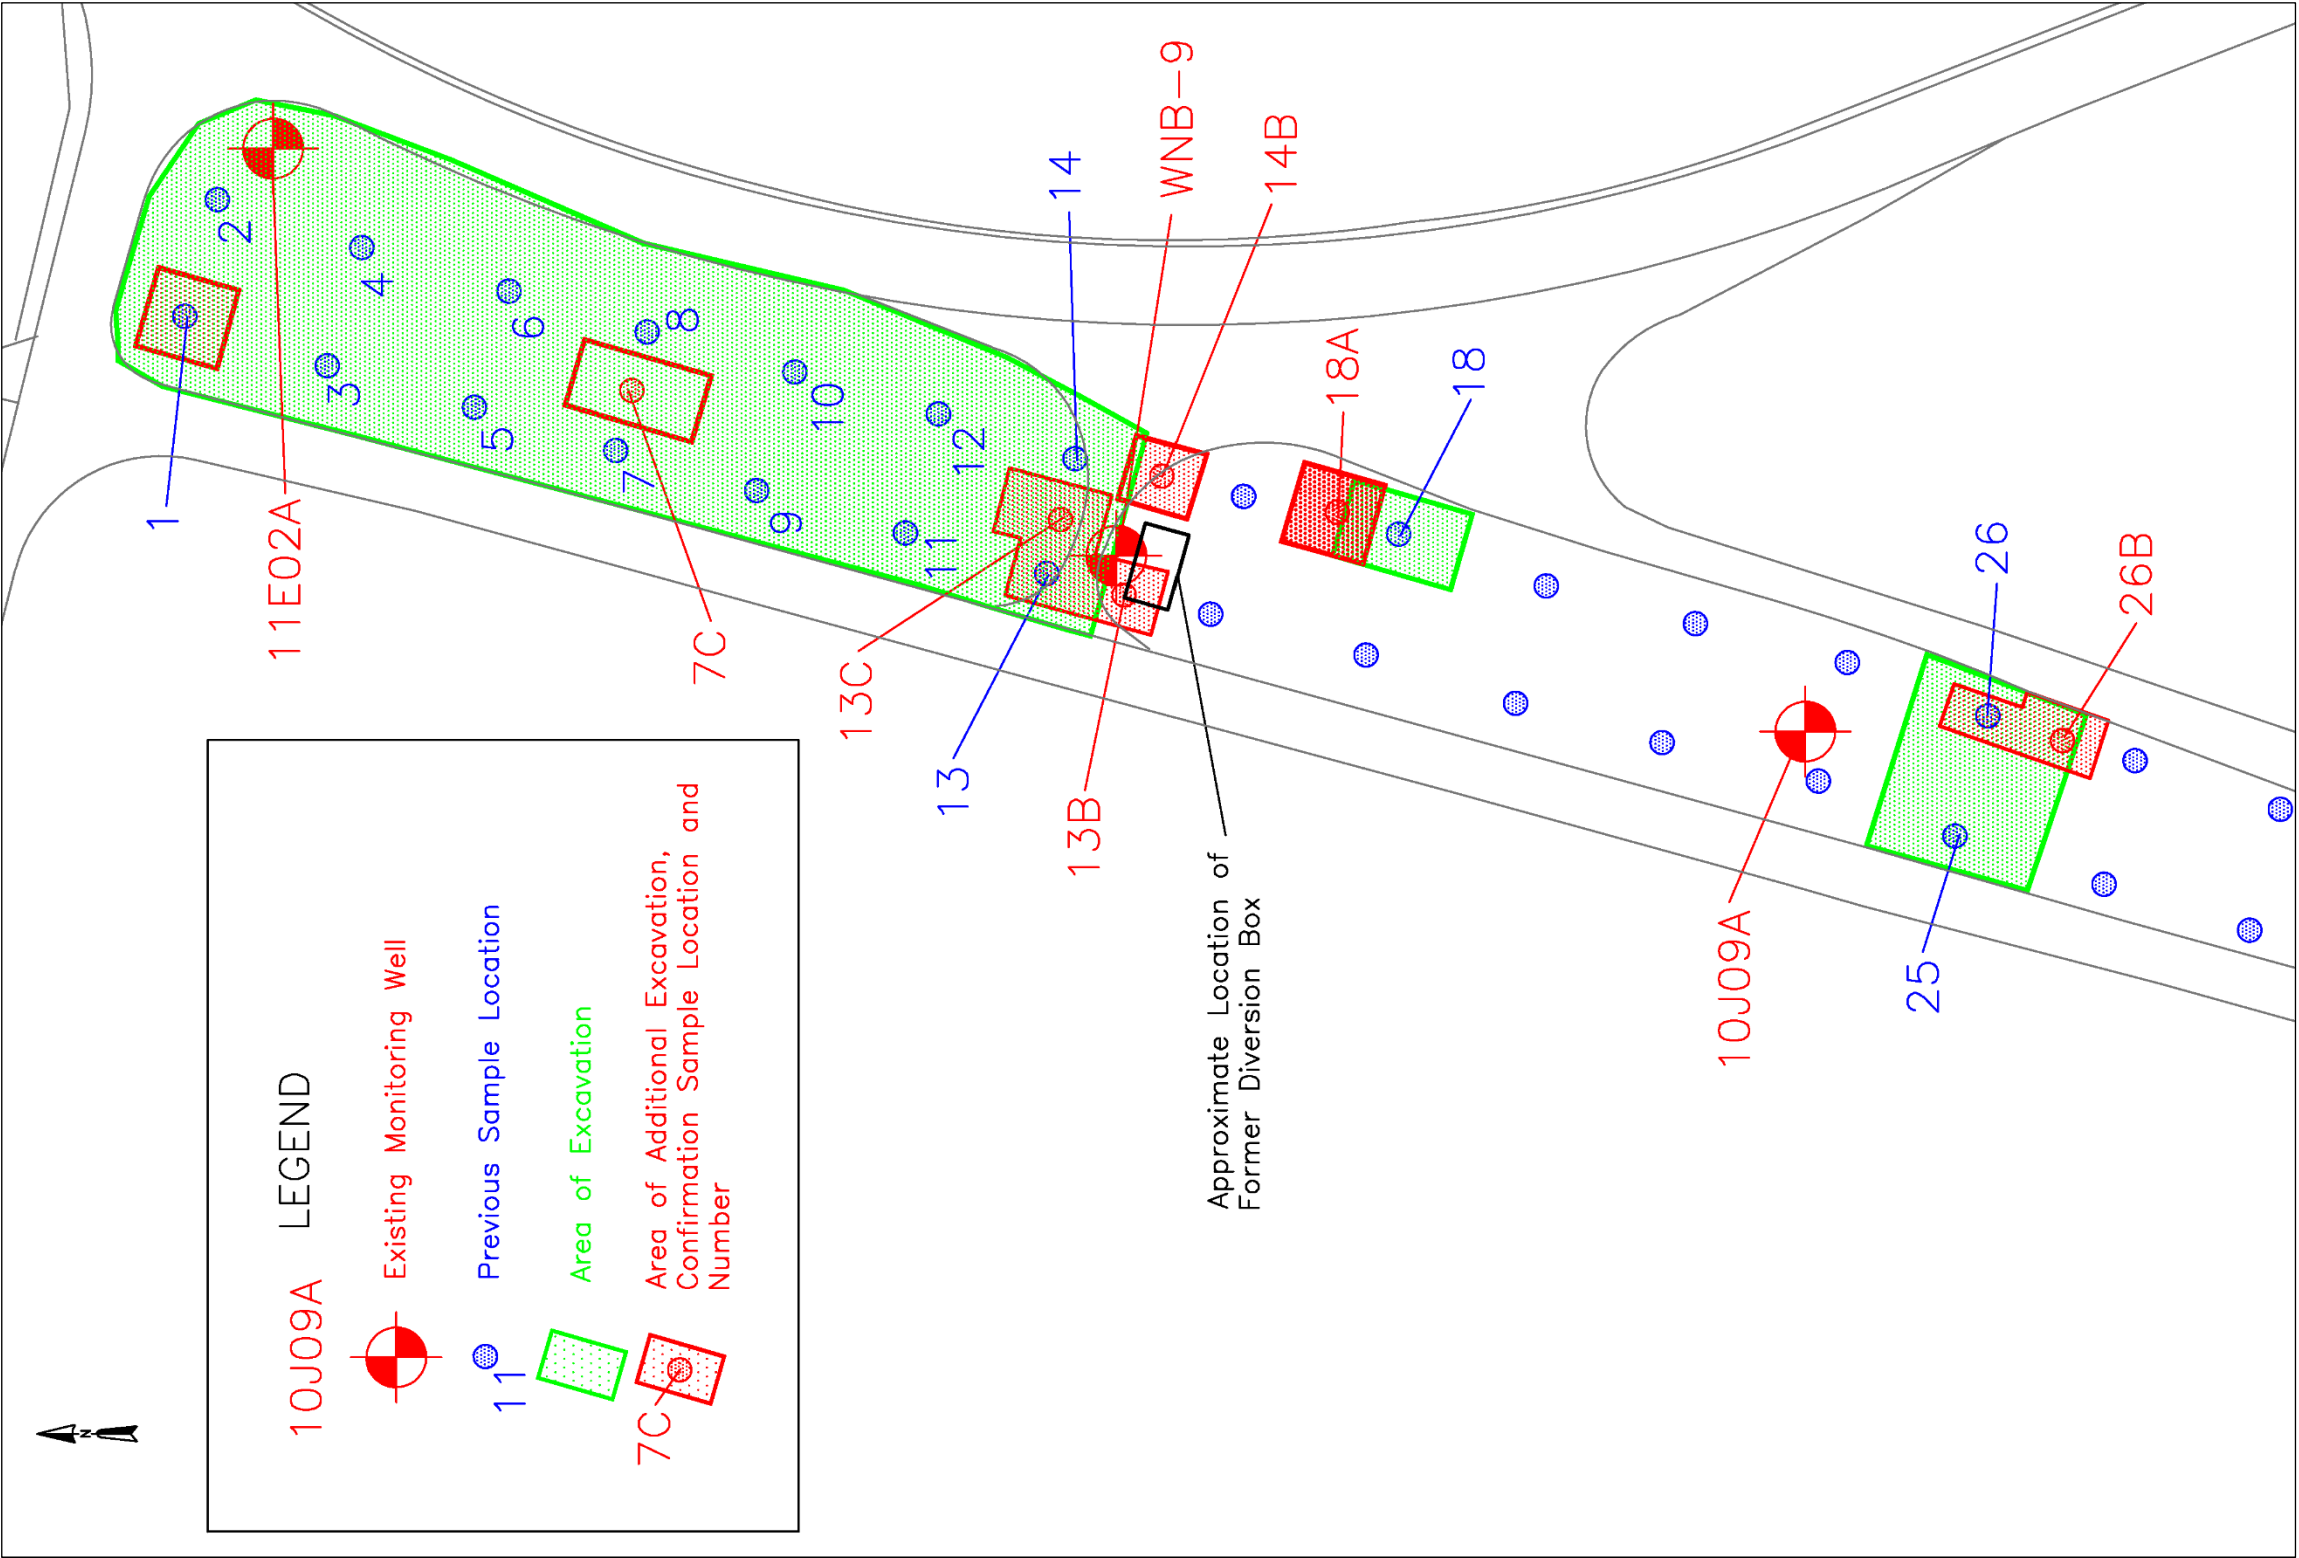 LEGEND
10J09A
Existing Monitoring Well
11
Previous Sample Location
Area of Excavation
7C
Area of Additional Excavation,
Confirmation Sample Location and
Number
N
1
2
3
4
5
6
7
8
9
10
11
12
13
14
11E02A
7C
13C
13B
WNB-9
14B
18A
18
Approximate Location of
Former Diversion Box
10J09A
25
26
26B